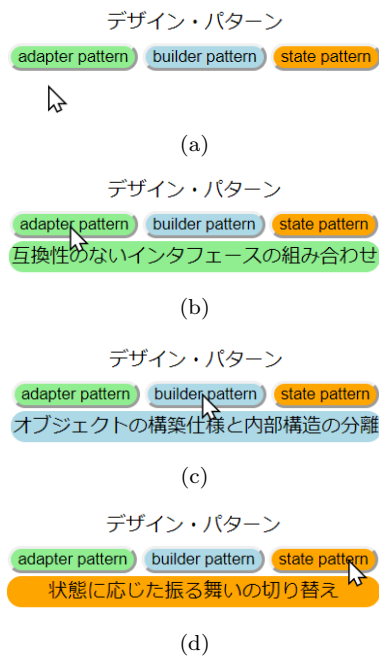 デザイン・パターン
adapter pattern builder pattern state pattern
(a)
デザイン・パターン
adapter pattern builder pattern state pattern
互換性のないインタフェースの組み合わせ
(b)
デザイン・パターン
adapter pattern builder pattern state pattern
オブジェクトの構築仕様と内部構造の分離
(c)
デザイン・パターン
adapter pattern builder pattern state pattern
状態に応じた振る舞いの切り替え
(d)